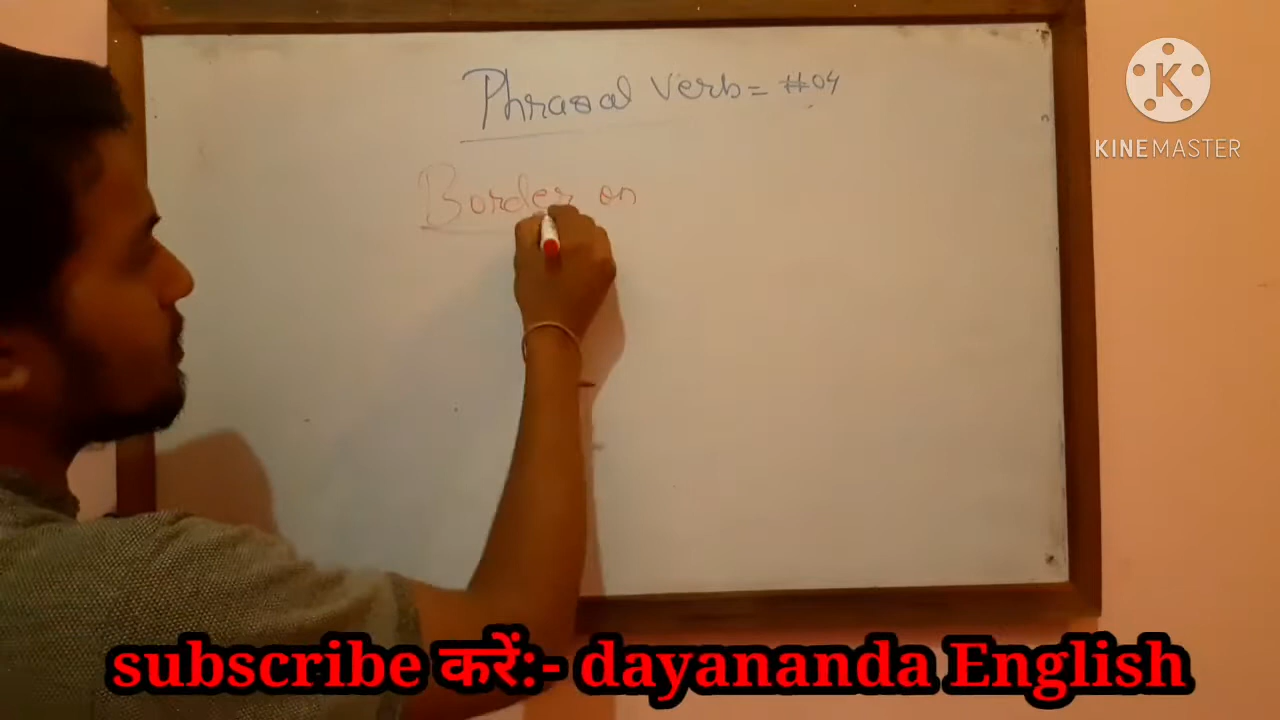 Phrasal Verb = #04
K
KINEMASTER
Border on
subscribe करें:- dayananda English